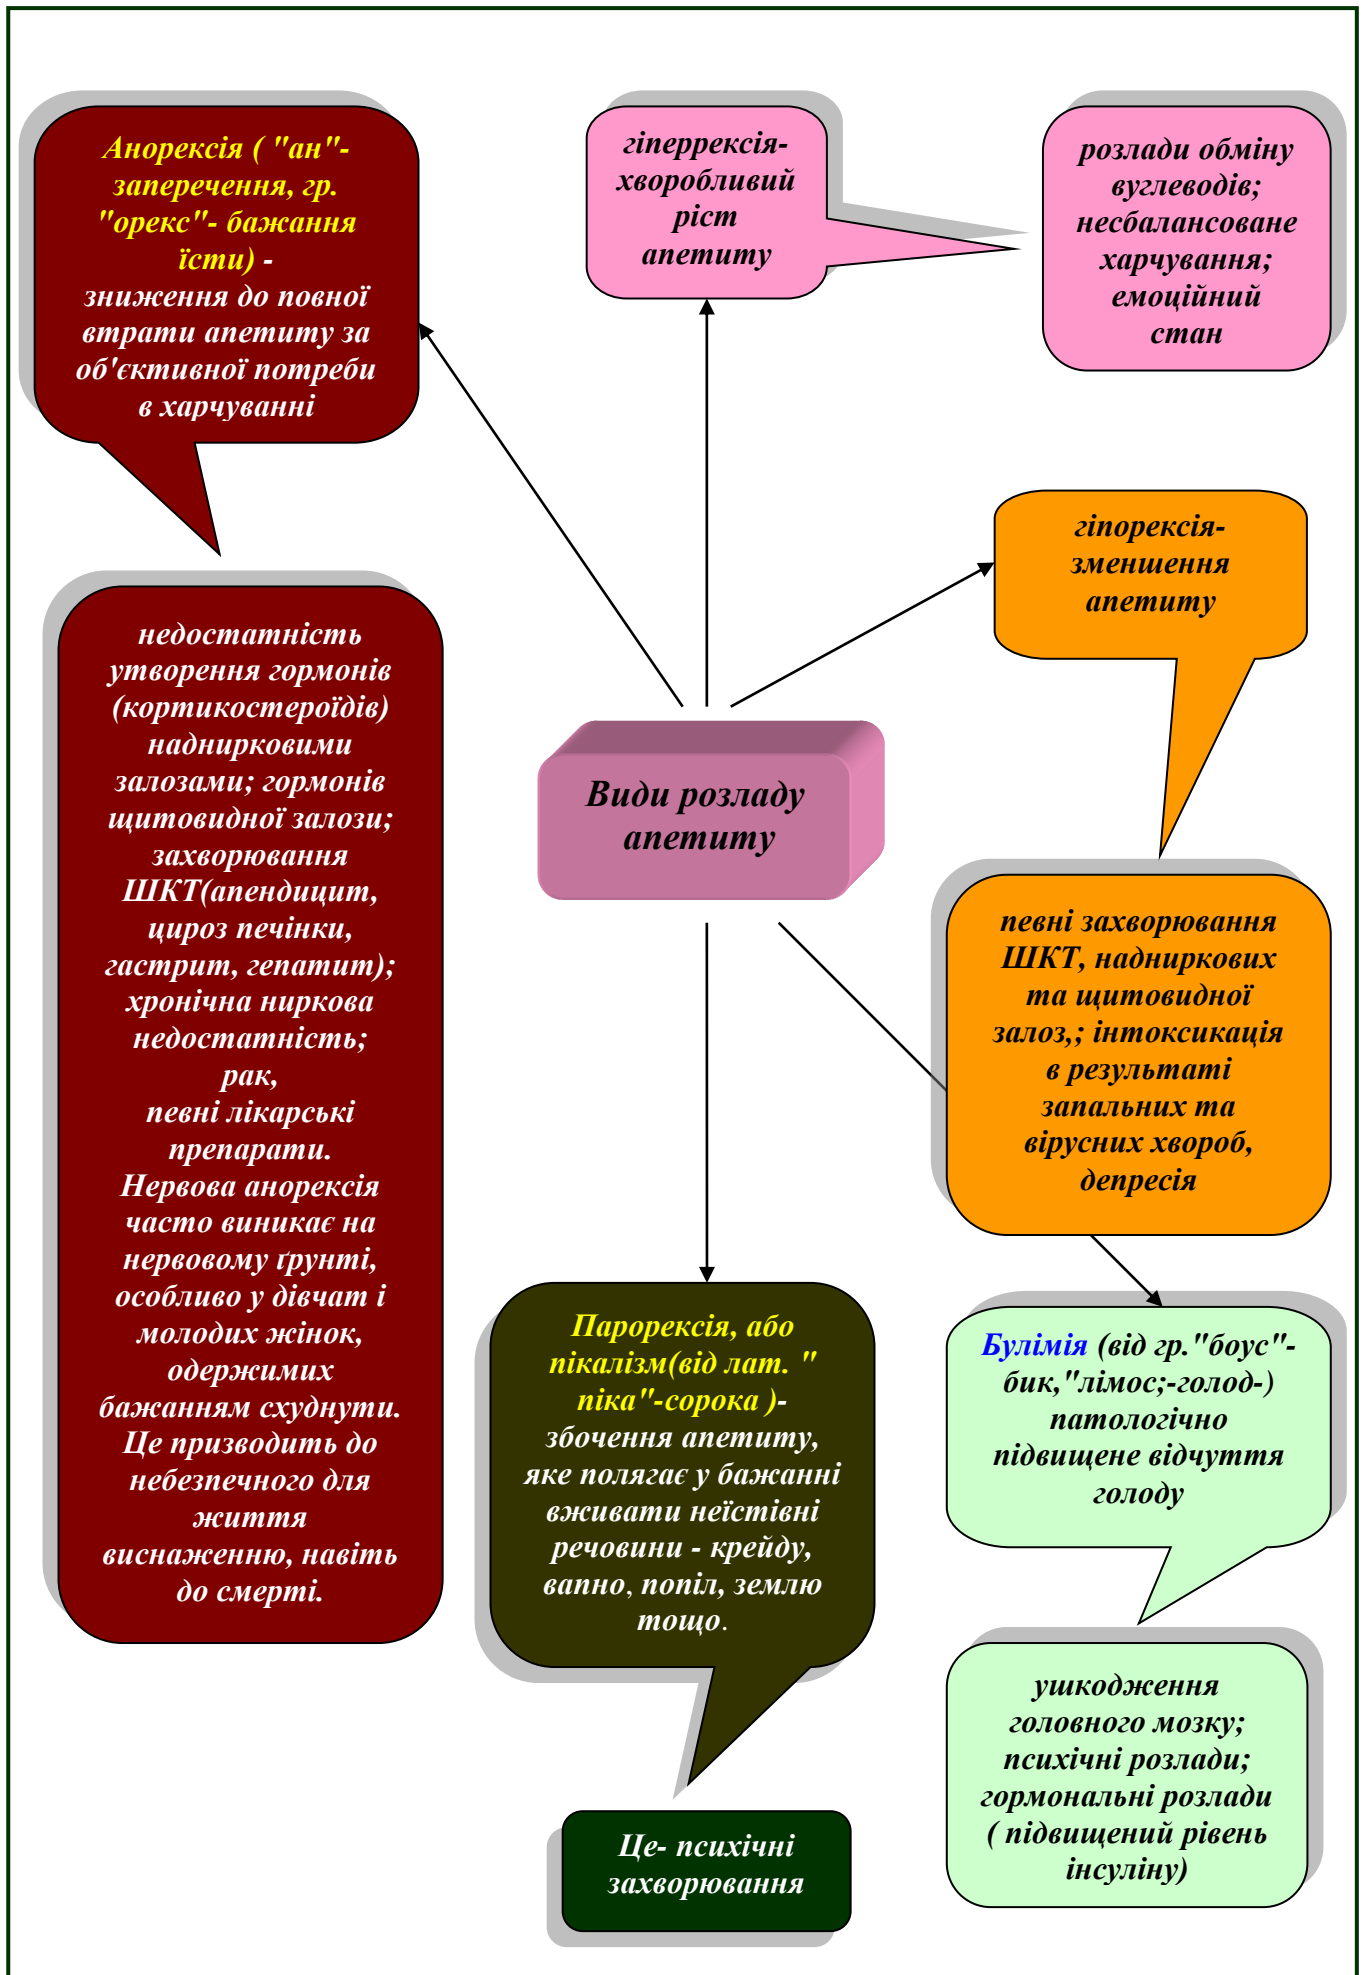 Анорексія ( "ан"-
заперечення, гр.
"орекс"- бажання
їсти) -
зниження до повної
втрати апетиту за
об'єктивної потреби
в харчуванні
гіперрексія-
хворобливий
ріст
апетиту
розлади обміну
вуглеводів;
несбалансоване
харчування;
емоційний
стан
гіпорексія-
зменшення
апетиту
недостатність
утворення гормонів
(кортикостероїдів)
наднирковими
залозами; гормонів
щитовидної залози;
захворювання
ШКТ(апендицит,
цироз печінки,
гастрит, гепатит);
хронічна ниркова
недостатність;
рак,
певні лікарські
препарати.
Нервова анорексія
часто виникає на
нервовому ґрунті,
особливо у дівчат і
молодих жінок,
одержимих
бажанням схуднути.
Це призводить до
небезпечного для
життя
виснаженню, навіть
до смерті.
Види розладу
апетиту
певні захворювання
ШКТ, надниркових
та щитовидної
залоз,; інтоксикація
в результаті
запальних та
вірусних хвороб,
депресія
Парорексія, або
пікалізм(від лат. "
піка"-сорока )-
збочення апетиту,
яке полягає у бажанні
вживати неїстівні
речовини - крейду,
вапно, попіл, землю
тощо.
Булімія (від гр."боус"-
бик,"лімос;-голод-)
патологічно
підвищене відчуття
голоду
ушкодження
головного мозку;
психічні розлади;
гормональні розлади
( підвищений рівень
інсуліну)
Це- психічні
захворювання